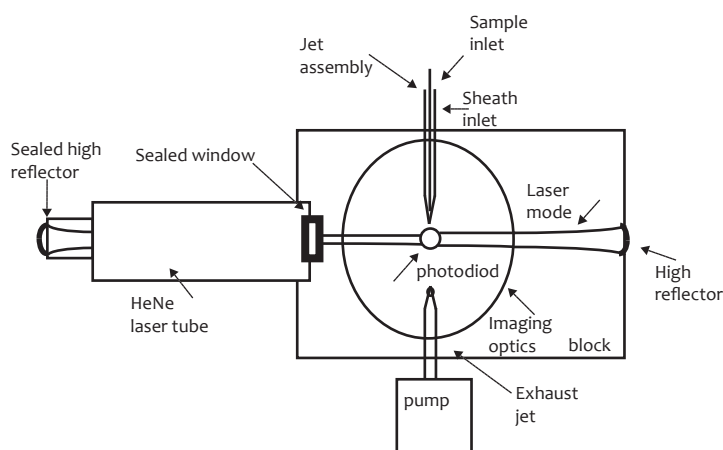 Sample
inlet
Jet
assembly
Sheath
inlet
Sealed high
reflector
Sealed window
Laser
mode
photodiod
High
reflector
HeNe
laser tube
Imaging
optics
block
pump
Exhaust
jet